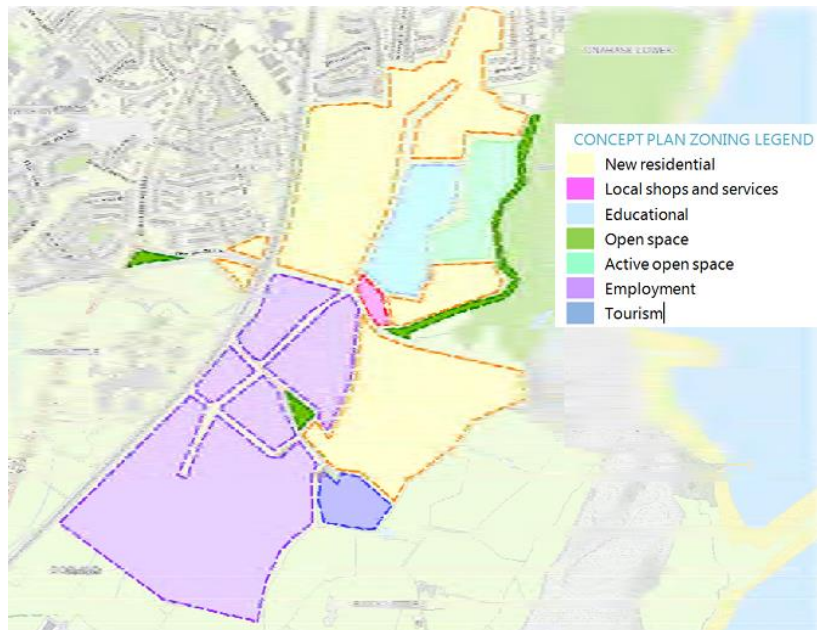 CONCEPT PLAN ZONING LEGEND
New residential
Local shops and services
Educational
Open space
Active open space
Employment
Tourism